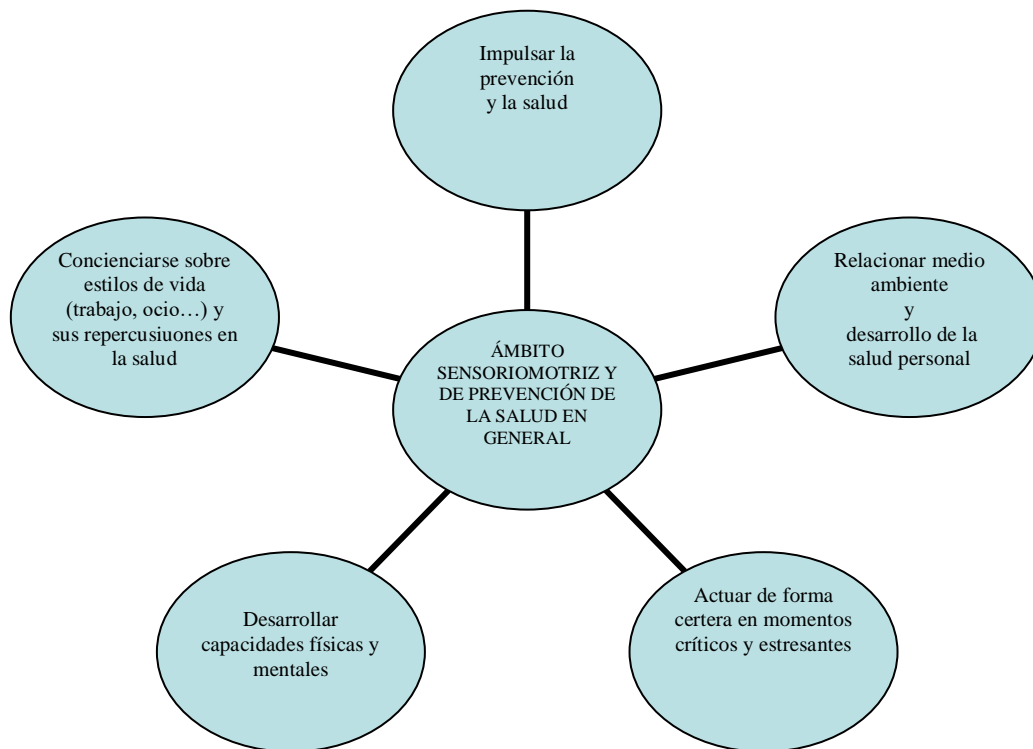 Impulsar la
prevención
y la salud
Concienciarse sobre
estilos de vida
(trabajo, ocio…) y
sus repercusiuones en
la salud
Relacionar medio
ambiente
y
desarrollo de la
salud personal
ÁMBITO
SENSORIOMOTRIZ Y
DE PREVENCIÓN DE
LA SALUD EN
GENERAL
Desarrollar
capacidades físicas y
mentales
Actuar de forma
certera en momentos
críticos y estresantes